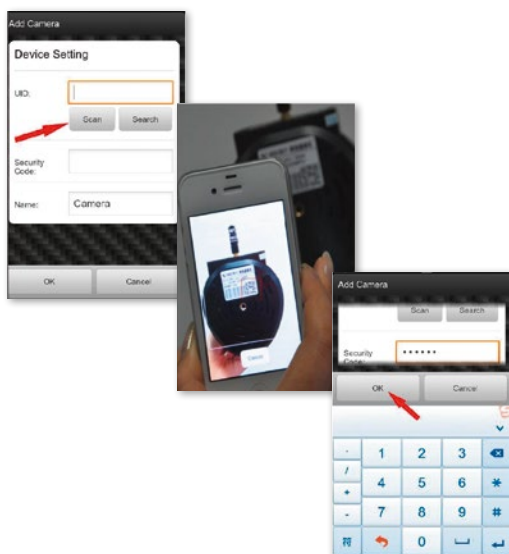 Add Camera
Device Setting
UID:
Scan Search
Security
Code:
Name: Camera
OK Cancel
Cancel
Add Camera
Scan Search
Security
Code:
••••••
OK Cancel
· 1 2 3
/ 4 5 6 *
+
- 7 8 9 #
符 0